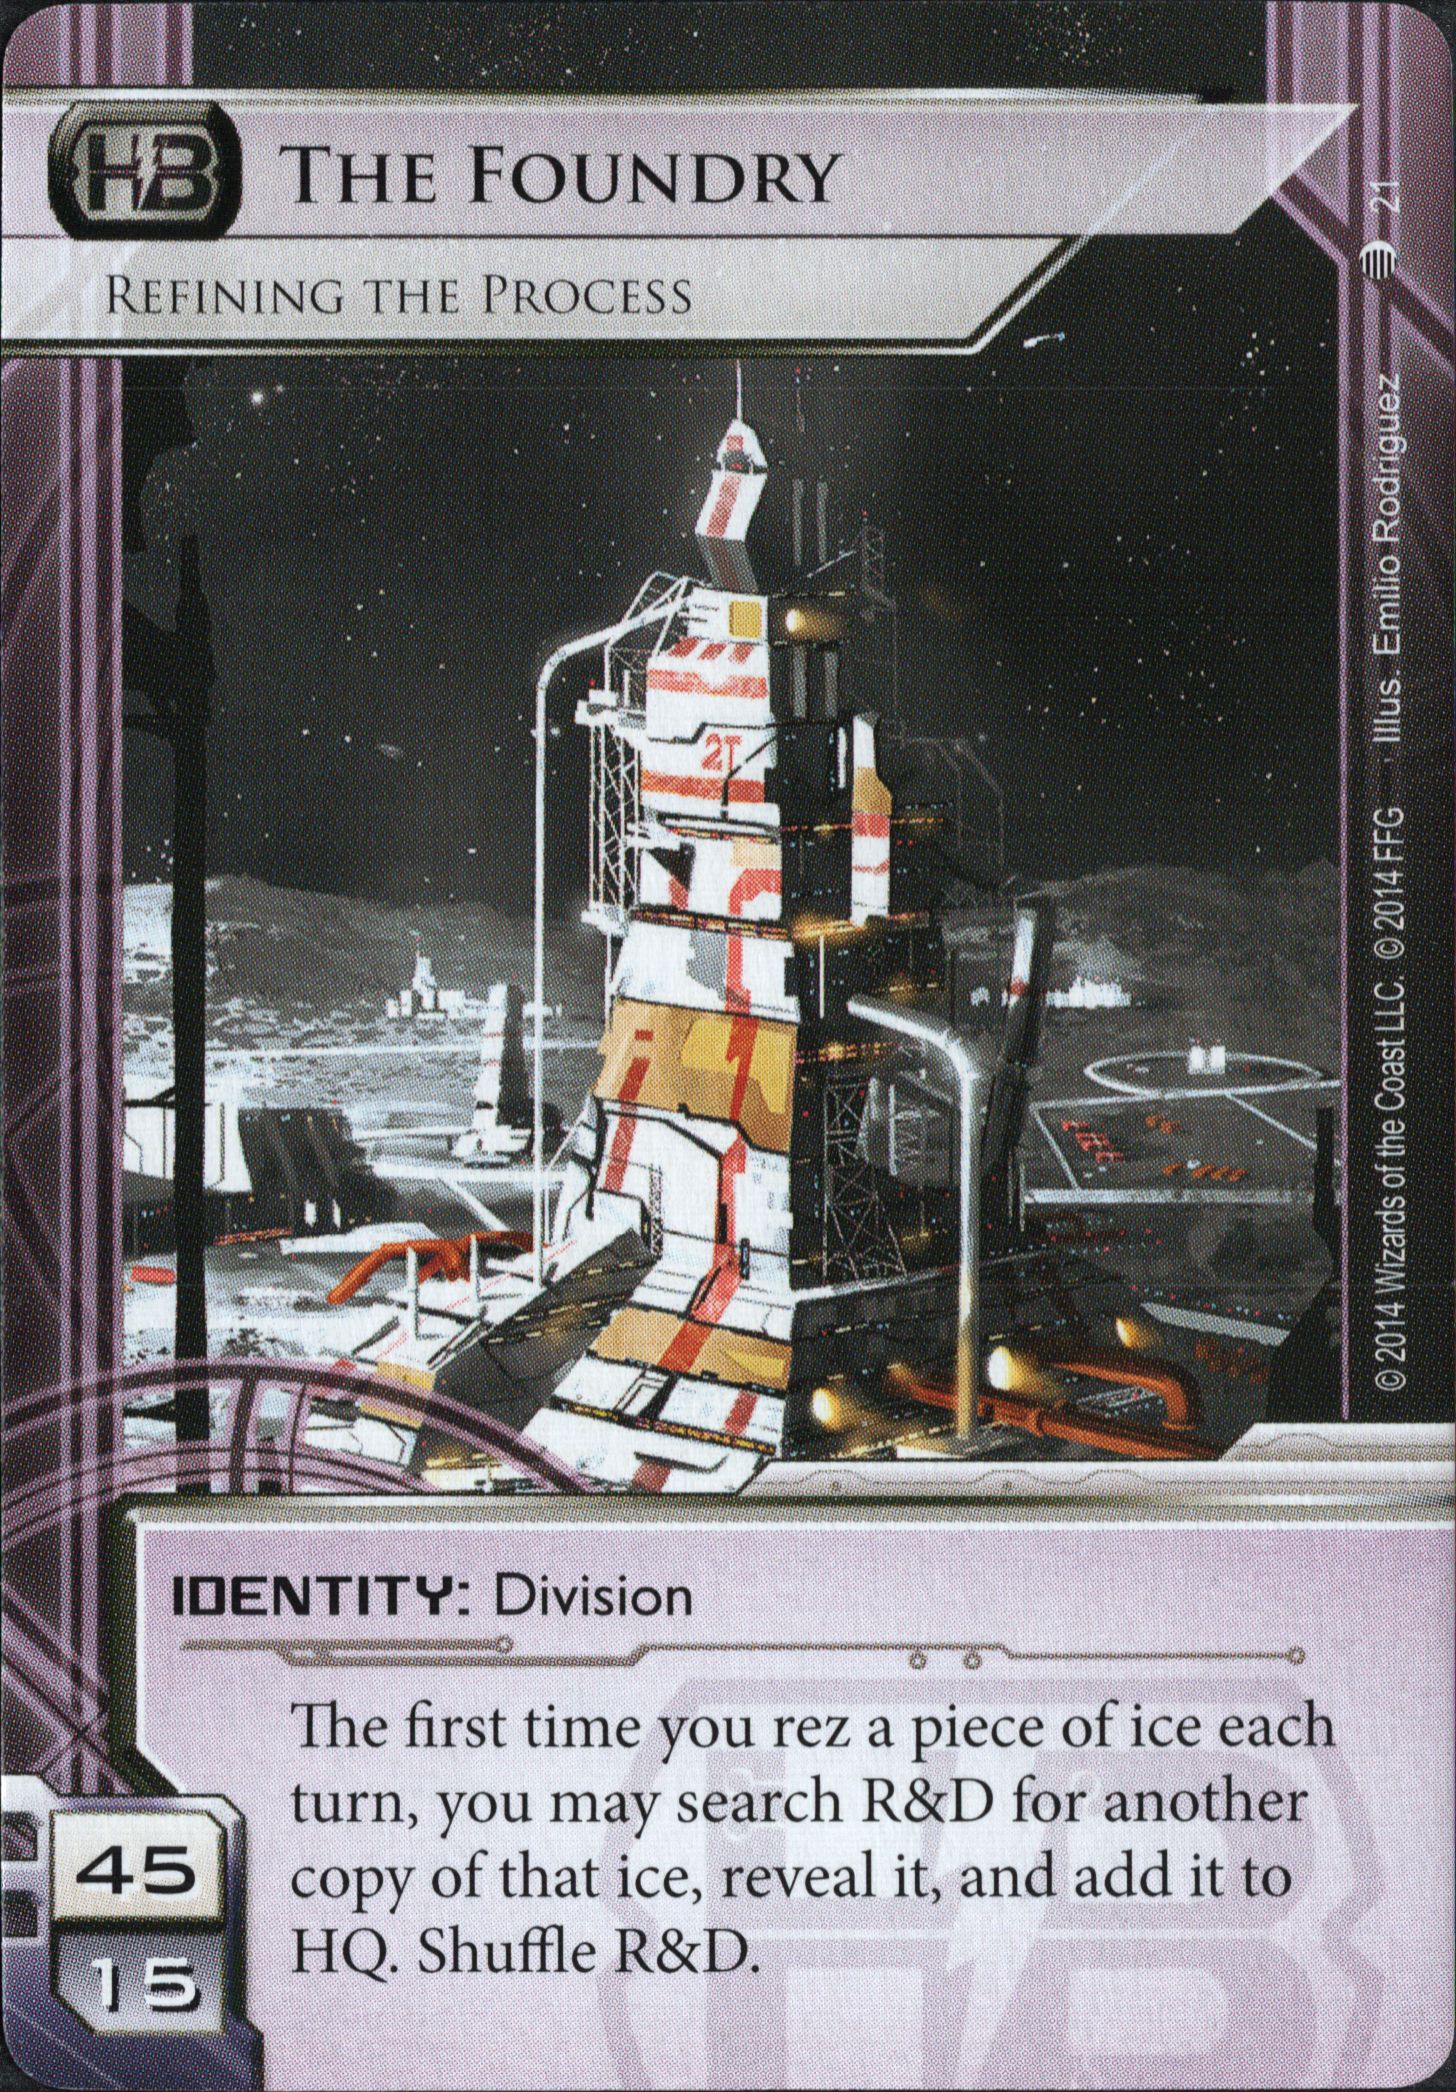 HB
THE FOUNDRY
REFINING THE PROCESS
21
© 2014 Wizards of the Coast LLC. © 2014 FFG Illus. Emilio Rodriguez
2T
IDENTITY: Division
The first time you rez a piece of ice each
turn, you may search R&D for another
copy of that ice, reveal it, and add it to
HQ. Shuffle R&D.
45
15